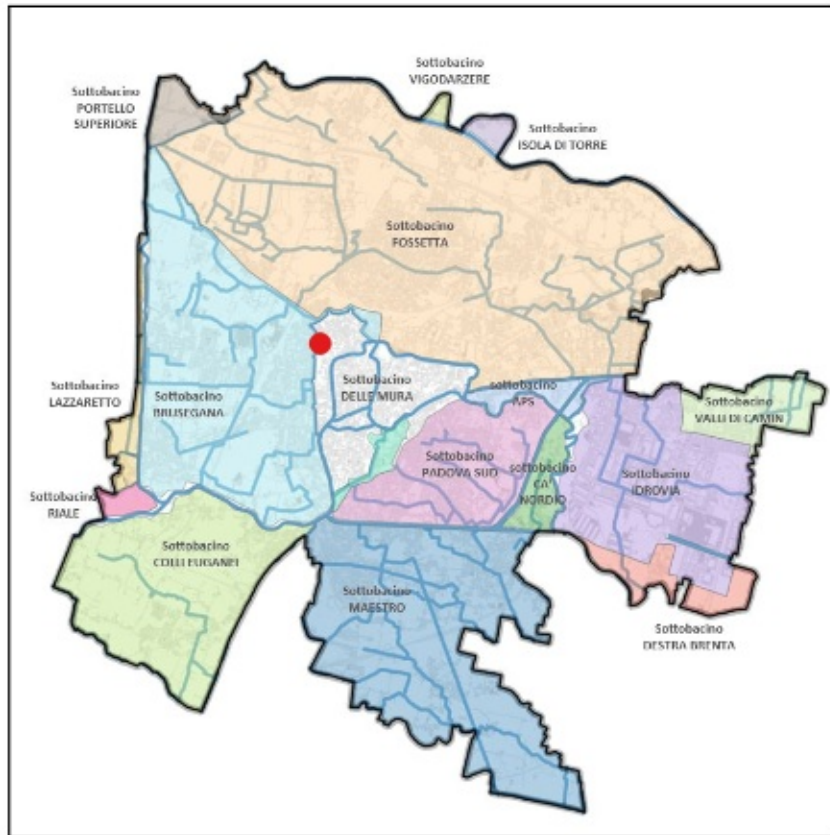 Sottobacino
VIGODARZERE
Sottobacino
PORTELLO
SUPERIORE
Sottobacino
ISOLA DI TORRE
Sottobacino
FOSSETTA
Sottobacino
LAZZARETTO
Sottobacino
BRUSEGANA
Sottobacino
DELLE MURA
sottobacino
APS
Sottobacino
VALLI DI CAMIN
Sottobacino
RIALE
Sottobacino
PADOVA SUD
sottobacino
CA'
NORDIO
Sottobacino
IDROVIA
Sottobacino
COLLI EUGANEI
Sottobacino
MAESTRO
Sottobacino
DESTRA BRENTA